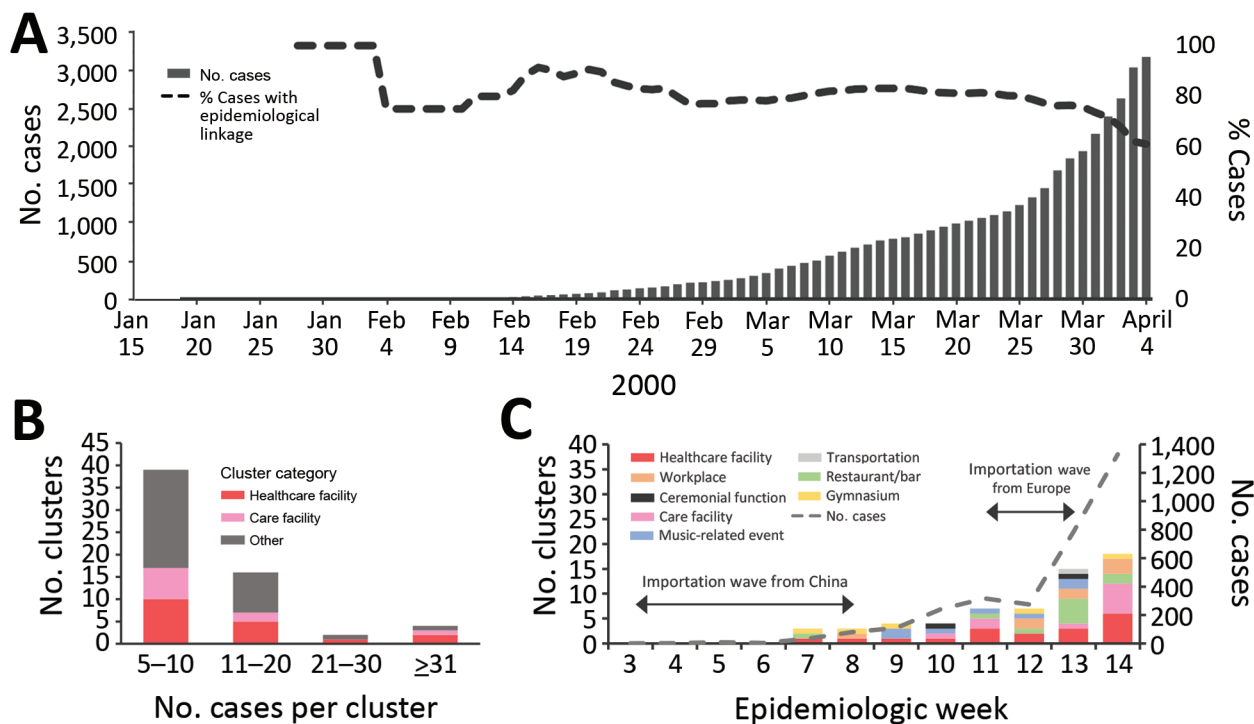 A
No. cases
3,500
3,000
2,500
2,000
1,500
1,000
500
0
No. cases
% Cases with
epidemiological
linkage
100
80
60
40
20
0
% Cases
Jan Jan Jan Jan Feb Feb Feb Feb Feb Feb Mar Mar Mar Mar Mar Mar April
15 20 25 30 4 9 14 19 24 29 5 10 15 20 25 30 4
2000
B
No. clusters
45
40
35
30
25
20
15
10
5
0
Cluster category
Healthcare facility
Care facility
Other
5–10 11–20 21–30 ≥31
No. cases per cluster
C
No. clusters
40
35
30
25
20
15
10
5
0
Healthcare facility
Workplace
Ceremonial function
Care facility
Music-related event
Transportation
Restaurant/bar
Gymnasium
No. cases
Importation wave
from Europe
Importation wave from China
1,400
1,200
1,000
800
600
400
200
0
No. cases
3 4 5 6 7 8 9 10 11 12 13 14
Epidemiologic week